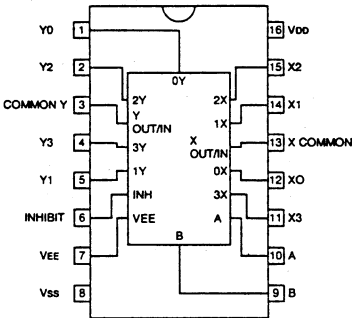 Y0 1 16 VDD
0Y
Y2 2 2Y 2X 15 X2
COMMON Y 3 Y OUT/IN 1X 14 X1
Y3 4 3Y X OUT/IN 13 X COMMON
Y1 5 1Y 0X 12 XO
INHIBIT 6 INH 3X 11 X3
VEE 7 VEE A 10 A
B
VSS 8 9 B